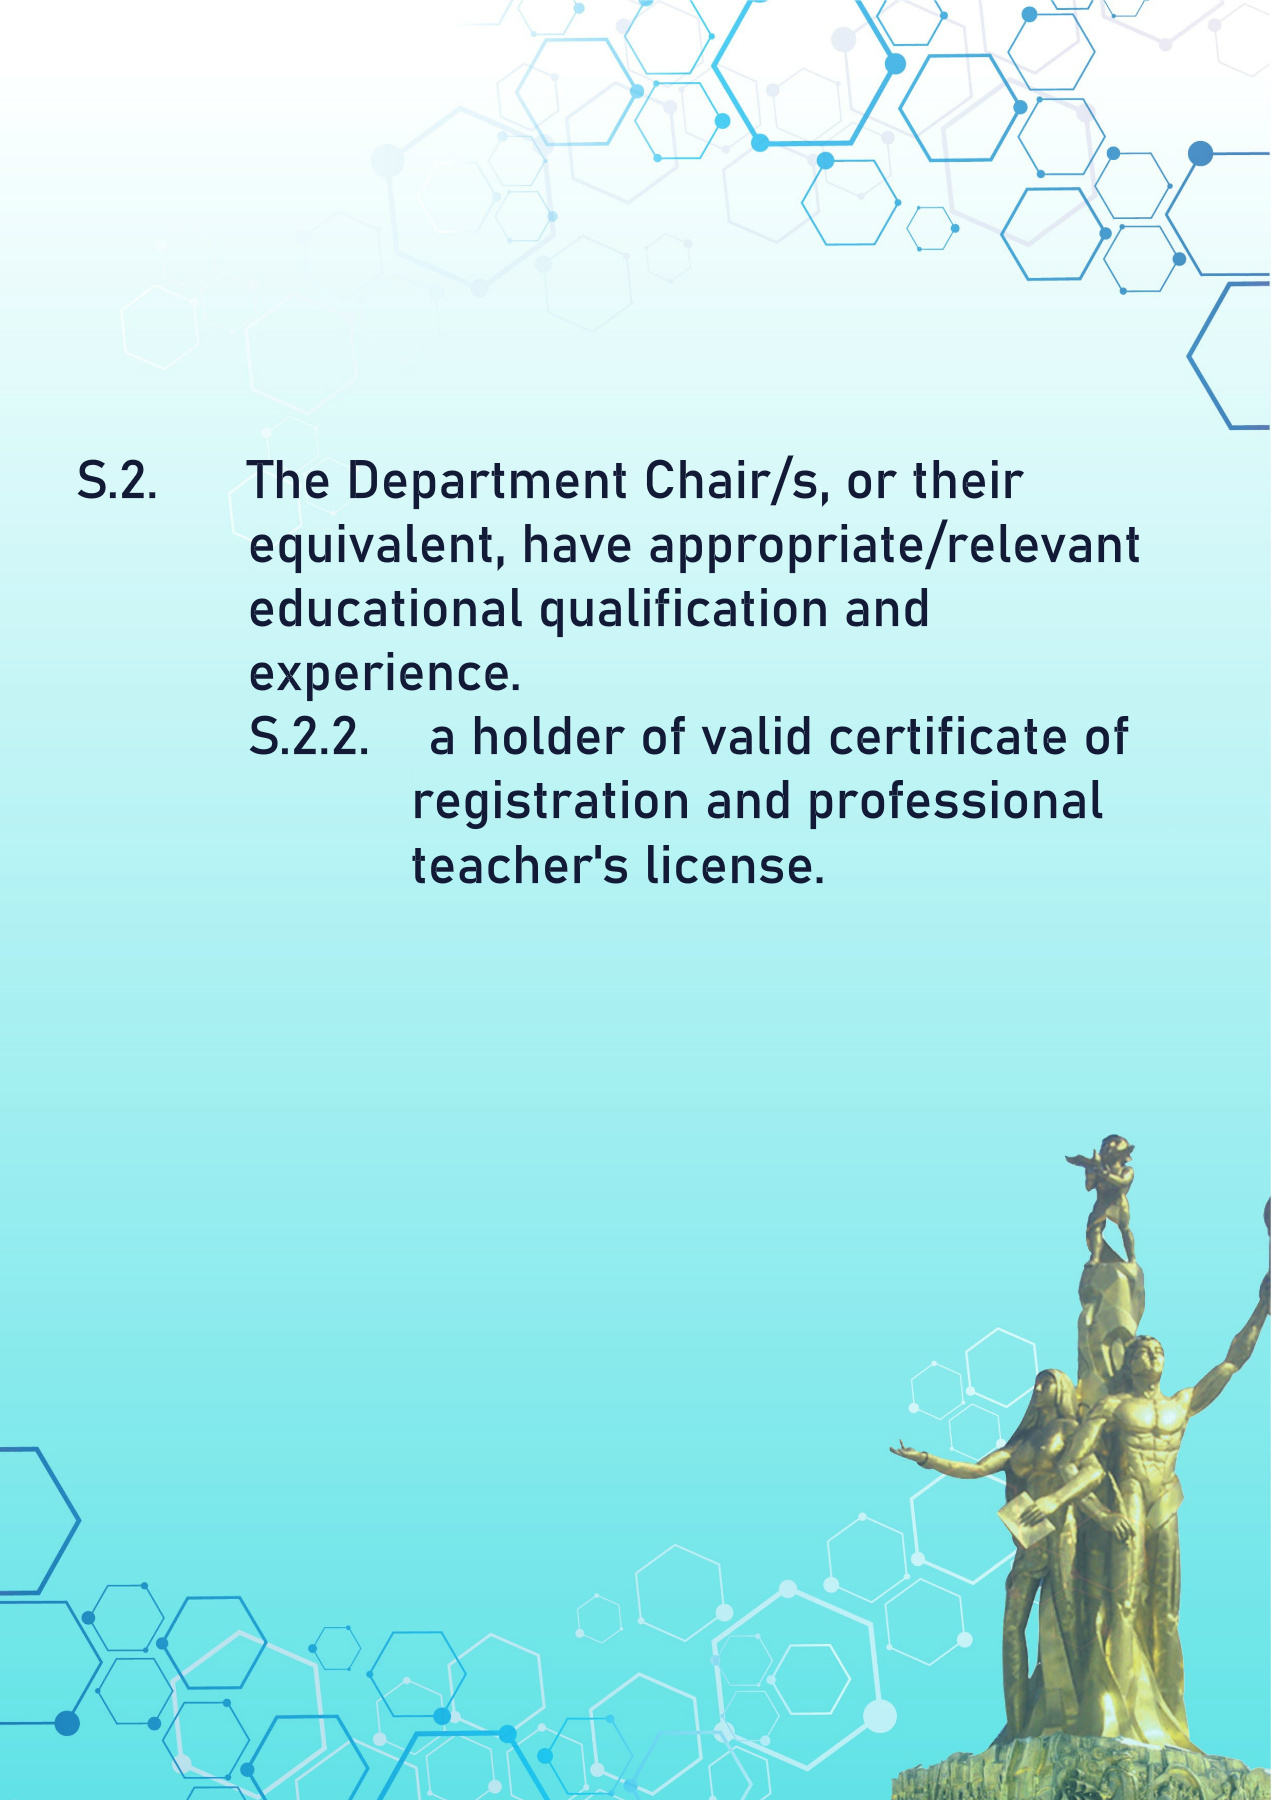 S.2. The Department Chair/s, or their
equivalent, have appropriate/relevant
educational qualification and
experience.
S.2.2. a holder of valid certificate of
registration and professional
teacher's license.